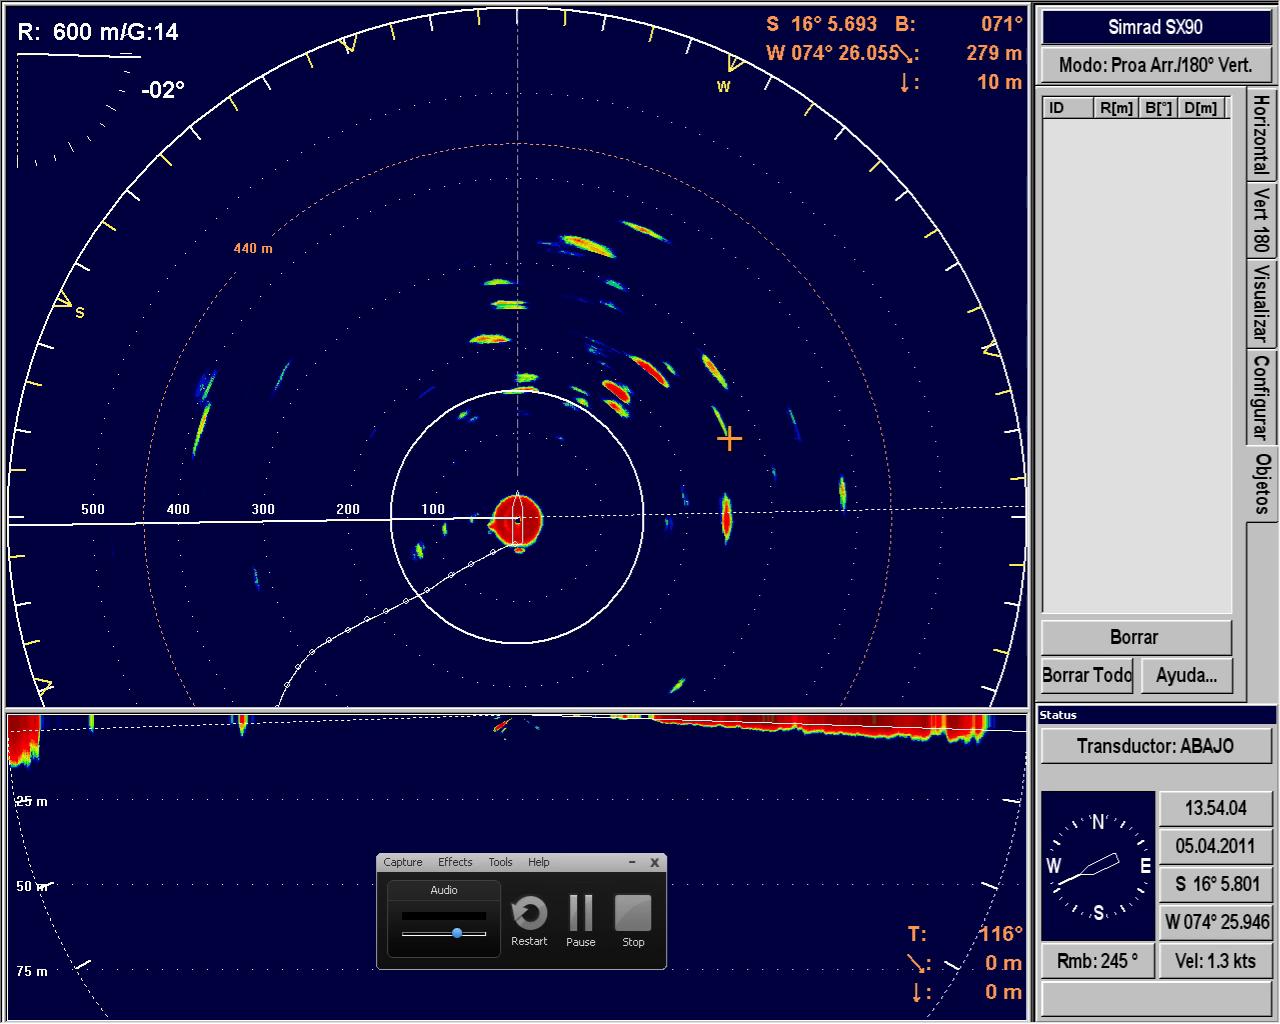 R: 600 m/G:14
-02°
S 16° 5.693 B: 071°
W 074° 26.055↘: 279 m
↓: 10 m
W
440 m
S
500 400 300 200 100
25 m
50 m
75 m
T: 116°
↘: 0 m
↓: 0 m
Capture Effects Tools Help – X
Audio
Restart Pause Stop
Simrad SX90
Modo: Proa Arr./180° Vert.
ID R[m] B[°] D[m]
Horizontal
Vert 180
Visualizar
Configurar
Objetos
Borrar
Borrar Todo Ayuda...
Status
Transductor: ABAJO
N
W E
S
13.54.04
05.04.2011
S 16° 5.801
W 074° 25.946
Rmb: 245 ° Vel: 1.3 kts